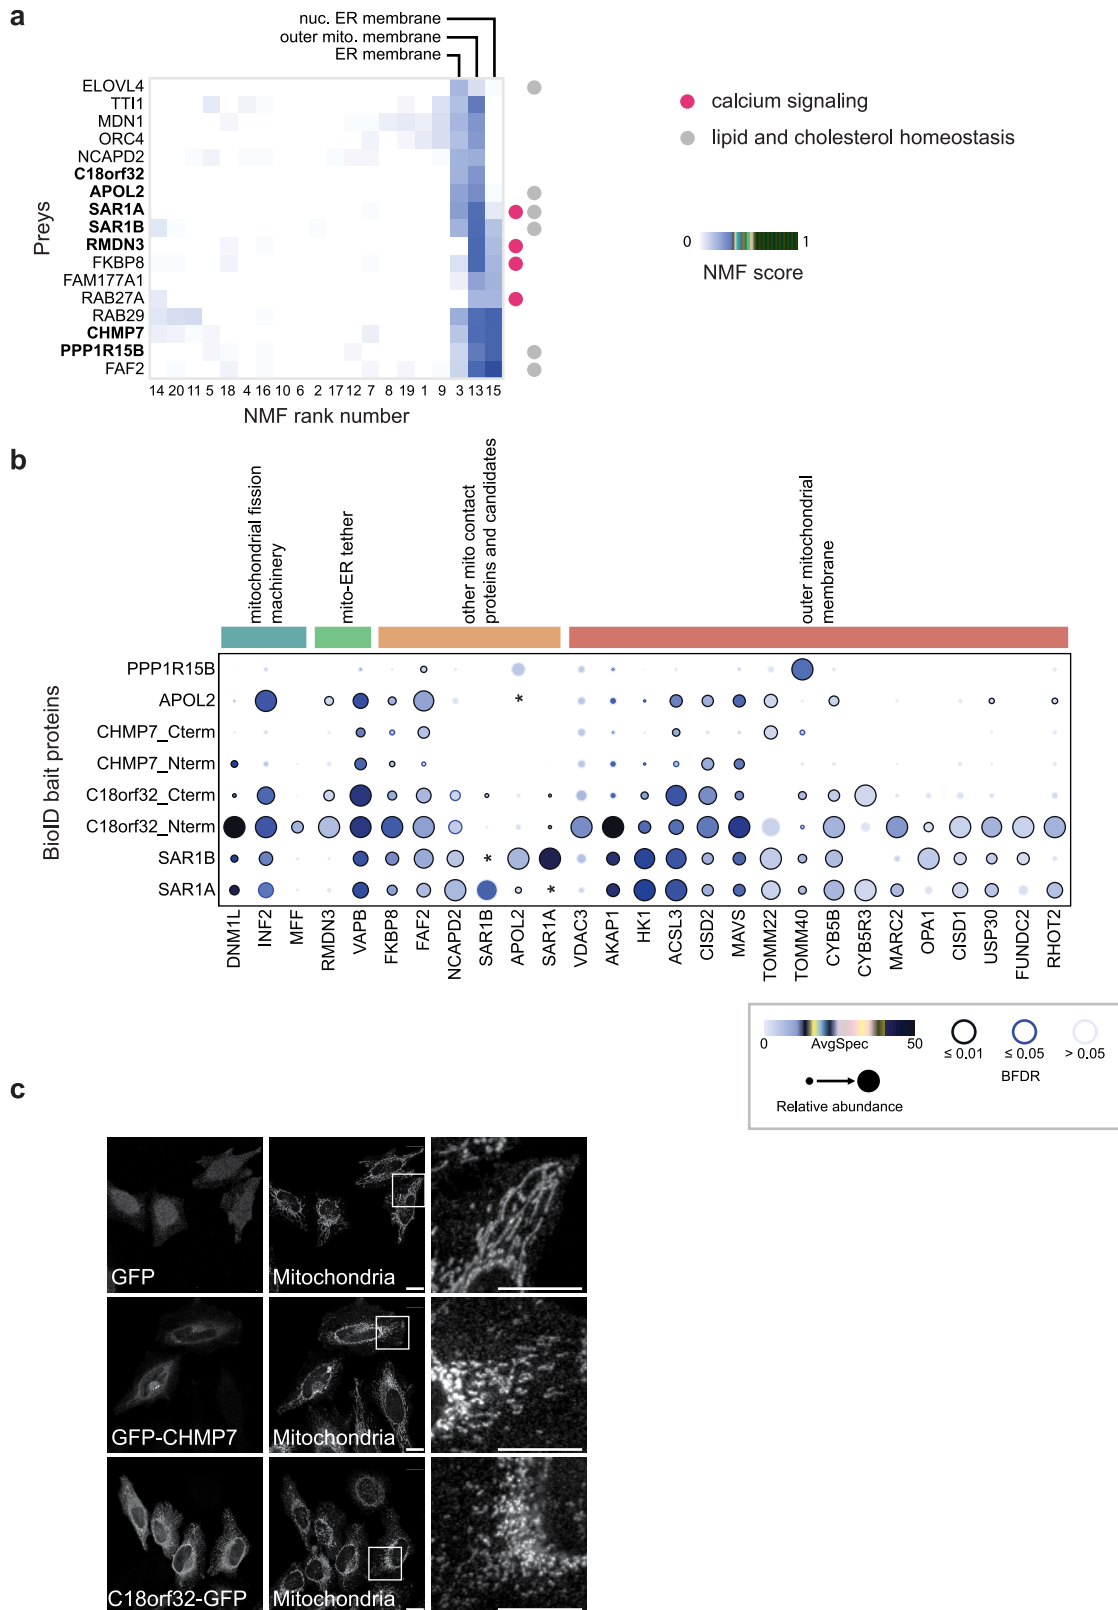 a
nuc. ER membrane
outer mito. membrane
ER membrane
ELOVL4
TTI1
MDN1
ORC4
NCAPD2
C18orf32
APOL2
SAR1A
SAR1B
RMDN3
FKBP8
FAM177A1
RAB27A
RAB29
CHMP7
PPP1R15B
FAF2
Preys
14 20 11 5 18 4 16 10 6 2 17 12 7 8 19 1 9 3 13 15
NMF rank number
calcium signaling
lipid and cholesterol homeostasis
0 1
NMF score
b
mitochondrial fission
machinery
mito-ER tether
other mito contact
proteins and candidates
outer mitochondrial
membrane
BioID bait proteins
PPP1R15B
APOL2 *
CHMP7_Cterm
CHMP7_Nterm
C18orf32_Cterm
C18orf32_Nterm
SAR1B *
SAR1A *
DNM1L
INF2
MFF
RMDN3
VAPB
FKBP8
FAF2
NCAPD2
SAR1B
APOL2
SAR1A
VDAC3
AKAP1
HK1
ACSL3
CISD2
MAVS
TOMM22
TOMM40
CYB5B
CYB5R3
MARC2
OPA1
CISD1
USP30
FUNDC2
RHOT2
0 AvgSpec 50
≤ 0.01 ≤ 0.05 > 0.05
BFDR
Relative abundance
c
GFP Mitochondria
GFP-CHMP7 Mitochondria
C18orf32-GFP Mitochondria